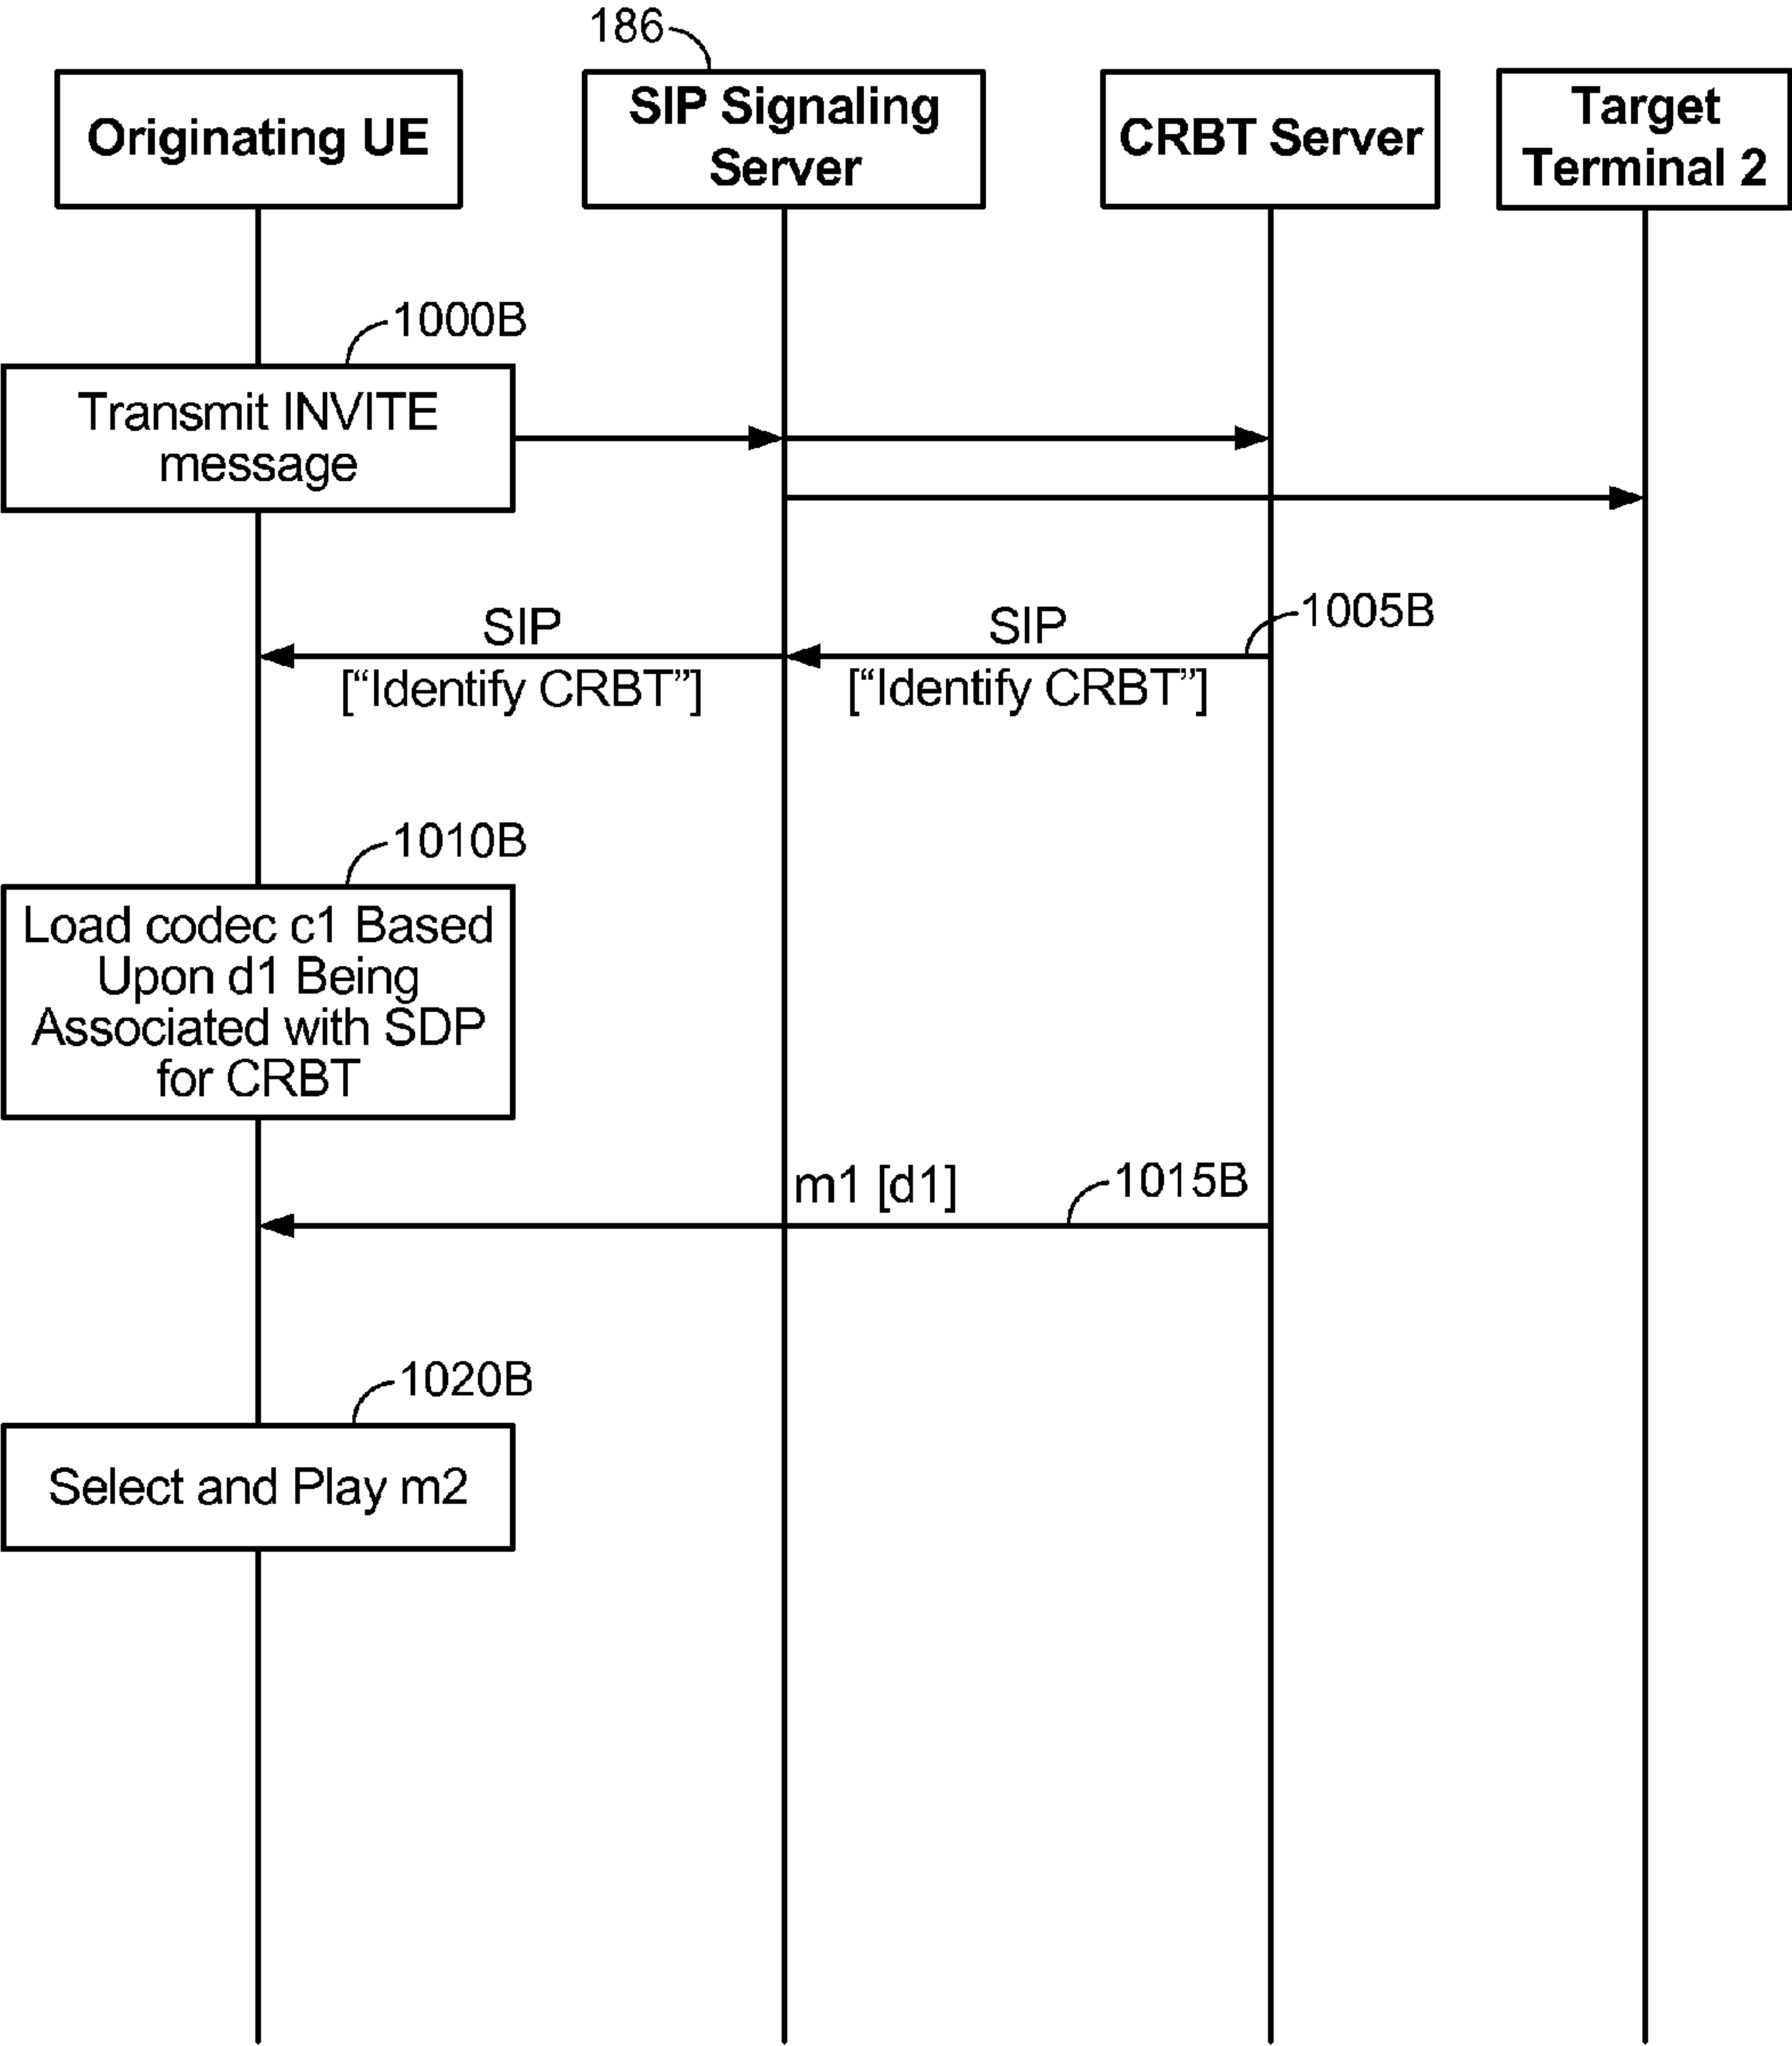 186
Originating UE
SIP Signaling
Server
CRBT Server
Target
Terminal 2
1000B
Transmit INVITE
message
1005B
SIP
["Identify CRBT"]
SIP
["Identify CRBT"]
1010B
Load codec c1 Based
Upon d1 Being
Associated with SDP
for CRBT
m1 [d1]
1015B
1020B
Select and Play m2